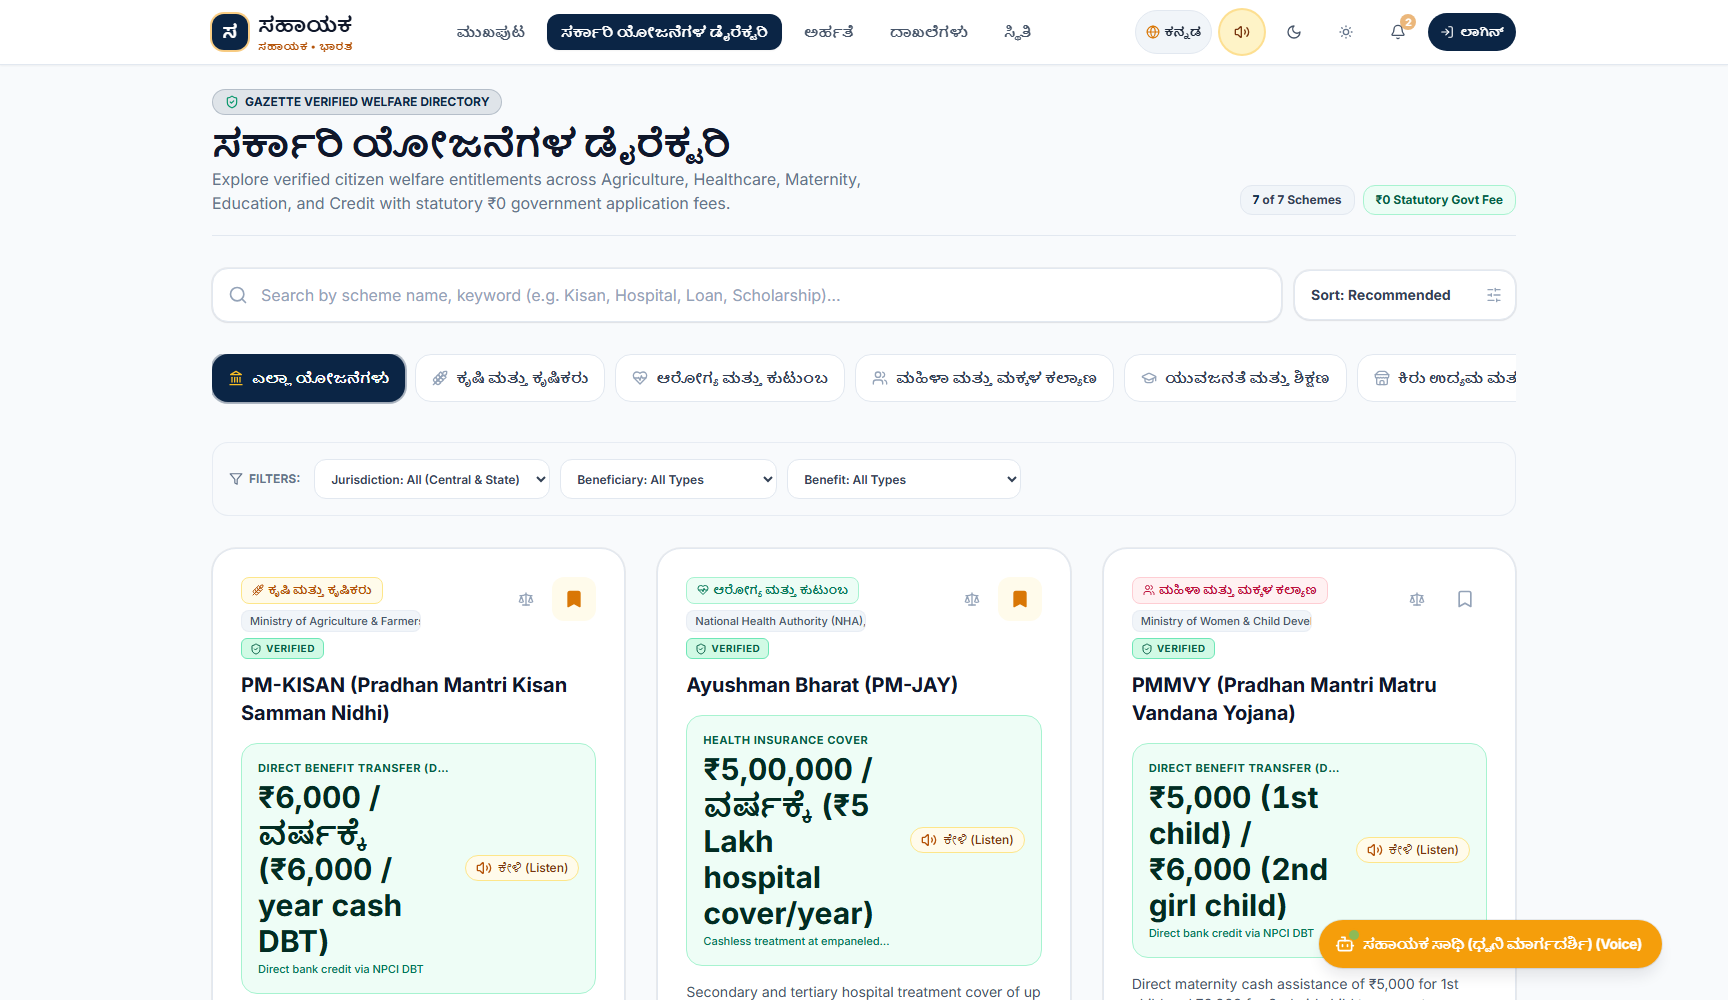 ಸ ಸಹಾಯಕ
ಸಹಾಯಕ • ಭಾರತ
ಮುಖಪುಟ
ಸರ್ಕಾರಿ ಯೋಜನೆಗಳ ಡೈರೆಕ್ಟರಿ
ಅರ್ಹತೆ
ದಾಖಲೆಗಳು
ಸ್ಥಿತಿ
ಕನ್ನಡ
2
ಲಾಗಿನ್
GAZETTE VERIFIED WELFARE DIRECTORY
ಸರ್ಕಾರಿ ಯೋಜನೆಗಳ ಡೈರೆಕ್ಟರಿ
Explore verified citizen welfare entitlements across Agriculture, Healthcare, Maternity,
Education, and Credit with statutory ₹0 government application fees.
7 of 7 Schemes
₹0 Statutory Govt Fee
Search by scheme name, keyword (e.g. Kisan, Hospital, Loan, Scholarship)...
Sort: Recommended
ಎಲ್ಲಾ ಯೋಜನೆಗಳು
ಕೃಷಿ ಮತ್ತು ಕೃಷಿಕರು
ಆರೋಗ್ಯ ಮತ್ತು ಕುಟುಂಬ
ಮಹಿಳಾ ಮತ್ತು ಮಕ್ಕಳ ಕಲ್ಯಾಣ
ಯುವಜನತೆ ಮತ್ತು ಶಿಕ್ಷಣ
ಕಿರು ಉದ್ಯಮ ಮತ
FILTERS:
Jurisdiction: All (Central & State)
Beneficiary: All Types
Benefit: All Types
ಕೃಷಿ ಮತ್ತು ಕೃಷಿಕರು
Ministry of Agriculture & Farmers
VERIFIED
PM-KISAN (Pradhan Mantri Kisan
Samman Nidhi)
DIRECT BENEFIT TRANSFER (D...
₹6,000 /
ವರ್ಷಕ್ಕೆ
(₹6,000 /
year cash
DBT)
Direct bank credit via NPCI DBT
ಕೇಳಿ (Listen)
ಆರೋಗ್ಯ ಮತ್ತು ಕುಟುಂಬ
National Health Authority (NHA),
VERIFIED
Ayushman Bharat (PM-JAY)
HEALTH INSURANCE COVER
₹5,00,000 /
ವರ್ಷಕ್ಕೆ (₹5
Lakh
hospital
cover/year)
Cashless treatment at empaneled...
ಕೇಳಿ (Listen)
Secondary and tertiary hospital treatment cover of up
ಮಹಿಳಾ ಮತ್ತು ಮಕ್ಕಳ ಕಲ್ಯಾಣ
Ministry of Women & Child Devel
VERIFIED
PMMVY (Pradhan Mantri Matru
Vandana Yojana)
DIRECT BENEFIT TRANSFER (D...
₹5,000 (1st
child) /
₹6,000 (2nd
girl child)
Direct bank credit via NPCI DBT
ಕೇಳಿ (Listen)
Direct maternity cash assistance of ₹5,000 for 1st
ಸಹಾಯಕ ಸಾಥಿ (ಧ್ವನಿ ಮಾರ್ಗದರ್ಶಿ) (Voice)